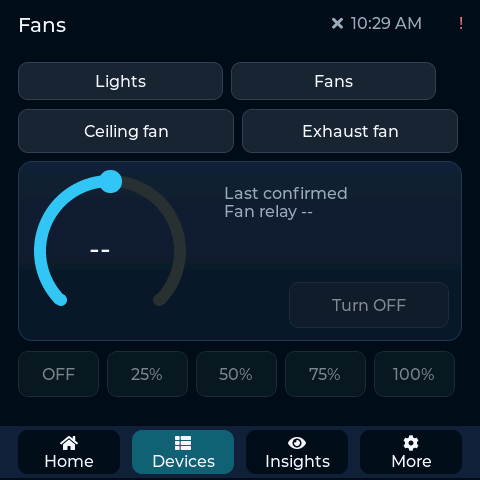 Fans
10:29 AM
!
Lights
Fans
Ceiling fan
Exhaust fan
Last confirmed
Fan relay --
--
Turn OFF
OFF
25%
50%
75%
100%
Home
Devices
Insights
More